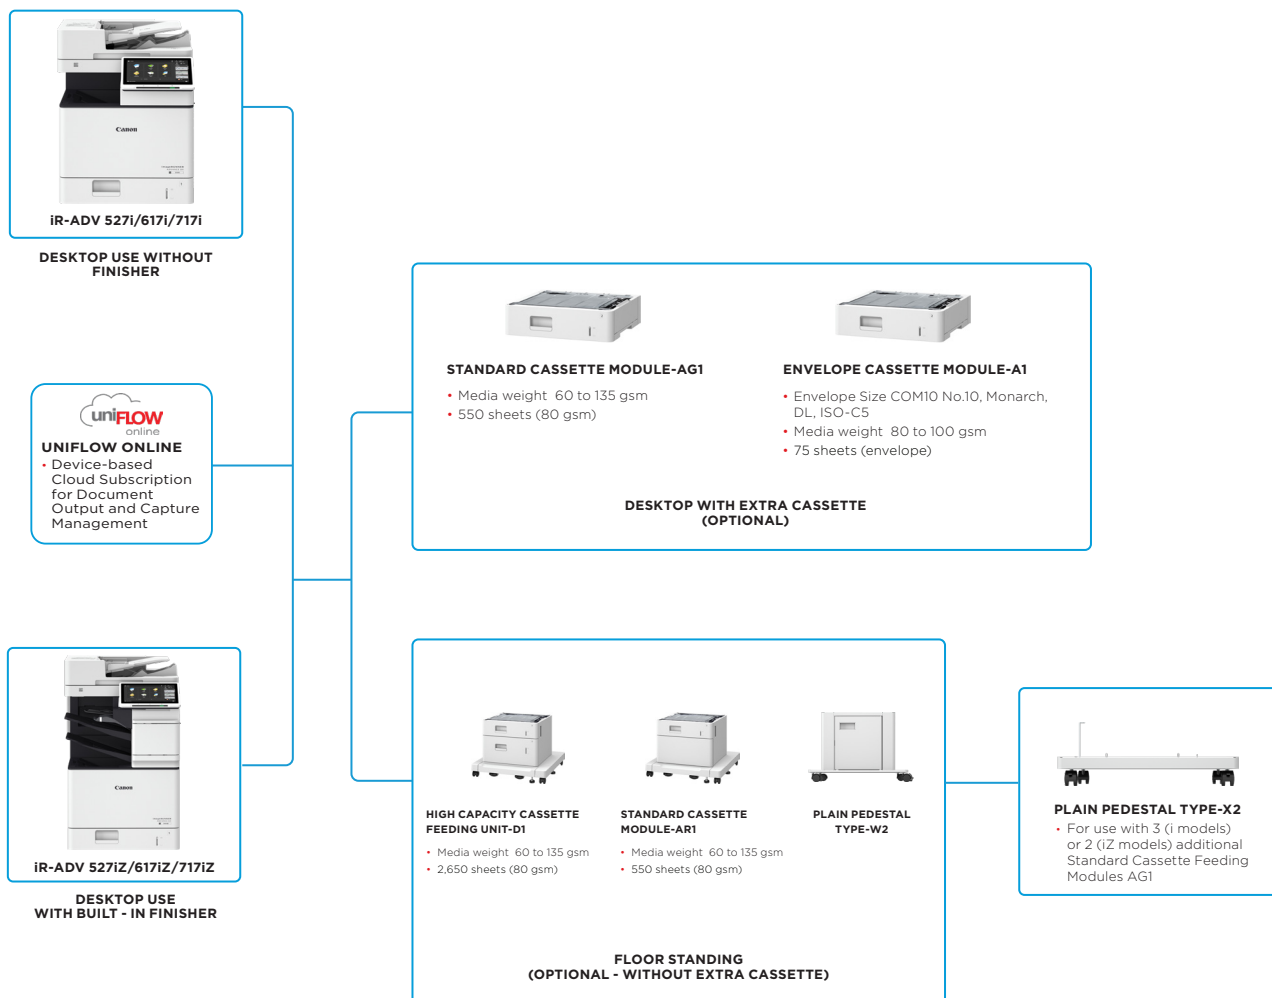 Canon
iR-ADV 527i/617i/717i
DESKTOP USE WITHOUT
FINISHER
uniFLOW
online
UNIFLOW ONLINE
• Device-based
Cloud Subscription
for Document
Output and Capture
Management
Canon
iR-ADV 527iZ/617iZ/717iZ
DESKTOP USE
WITH BUILT - IN FINISHER
STANDARD CASSETTE MODULE-AG1
• Media weight 60 to 135 gsm
• 550 sheets (80 gsm)
ENVELOPE CASSETTE MODULE-A1
• Envelope Size COM10 No.10, Monarch,
DL, ISO-C5
• Media weight 80 to 100 gsm
• 75 sheets (envelope)
DESKTOP WITH EXTRA CASSETTE
(OPTIONAL)
HIGH CAPACITY CASSETTE
FEEDING UNIT-D1
• Media weight 60 to 135 gsm
• 2,650 sheets (80 gsm)
STANDARD CASSETTE
MODULE-AR1
• Media weight 60 to 135 gsm
• 550 sheets (80 gsm)
PLAIN PEDESTAL
TYPE-W2
FLOOR STANDING
(OPTIONAL - WITHOUT EXTRA CASSETTE)
PLAIN PEDESTAL TYPE-X2
• For use with 3 (i models)
or 2 (iZ models) additional
Standard Cassette Feeding
Modules AG1